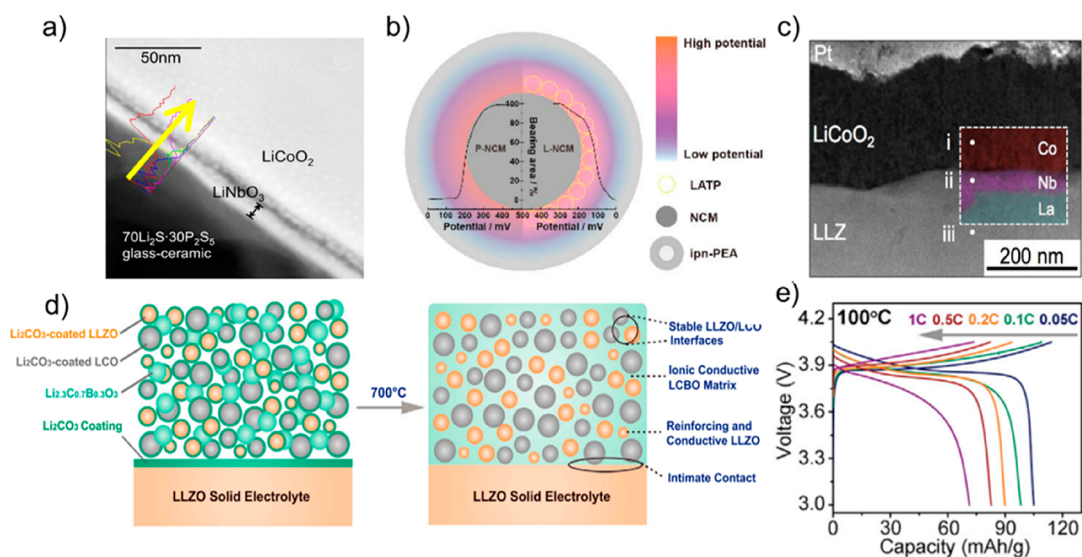 a)
50nm
LiCoO2
LiNbO3
70Li2S·30P2S5
glass-ceramic
b)
100
80
60
40
20
0
Bearing area / %
P-NCM
L-NCM
0 100 200 300 400 500 400 300 200 100 0
Potential / mV
Potential / mV
High potential
Low potential
LATP
NCM
ipn-PEA
c)
Pt
LiCoO2
LLZ
i
ii
iii
Co
Nb
La
200 nm
d)
Li2CO3-coated LLZO
Li2CO3-coated LCO
Li2.3C0.7B0.3O3
Li2CO3 Coating
LLZO Solid Electrolyte
700°C
Stable LLZO/LCO
Interfaces
Ionic Conductive
LCBO Matrix
Reinforcing and
Conductive LLZO
Intimate Contact
LLZO Solid Electrolyte
e)
100°C
1C 0.5C 0.2C 0.1C 0.05C
Voltage (V)
4.2
3.9
3.6
3.3
3.0
0 30 60 90 120
Capacity (mAh/g)